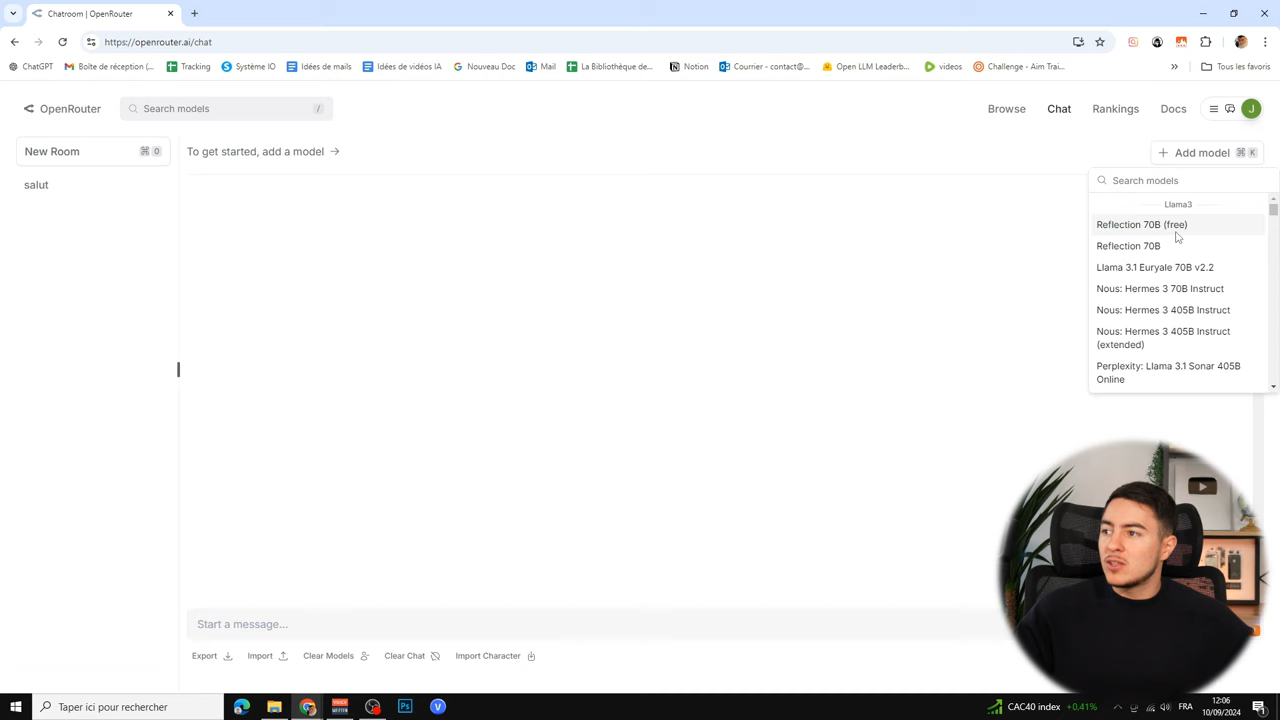 Chatroom | OpenRouter
https://openrouter.ai/chat
ChatGPT
Boîte de réception (...
Tracking
Système IO
Idées de mails
Idées de vidéos IA
Nouveau Doc
Mail
La Bibliothèque de...
Notion
Courrier - contact@...
Open LLM Leaderb...
videos
Challenge - Aim Trai...
Tous les favoris
OpenRouter
Search models
/
Browse
Chat
Rankings
Docs
J
New Room
⌘ 0
To get started, add a model →
+ Add model ⌘ K
salut
Search models
Llama3
Reflection 70B (free)
Reflection 70B
Llama 3.1 Euryale 70B v2.2
Nous: Hermes 3 70B Instruct
Nous: Hermes 3 405B Instruct
Nous: Hermes 3 405B Instruct
(extended)
Perplexity: Llama 3.1 Sonar 405B
Online
Start a message...
Export
Import
Clear Models
Clear Chat
Import Character
Taper ici pour rechercher
Ps
V
CAC40 index +0,41%
FRA
12:06
10/09/2024